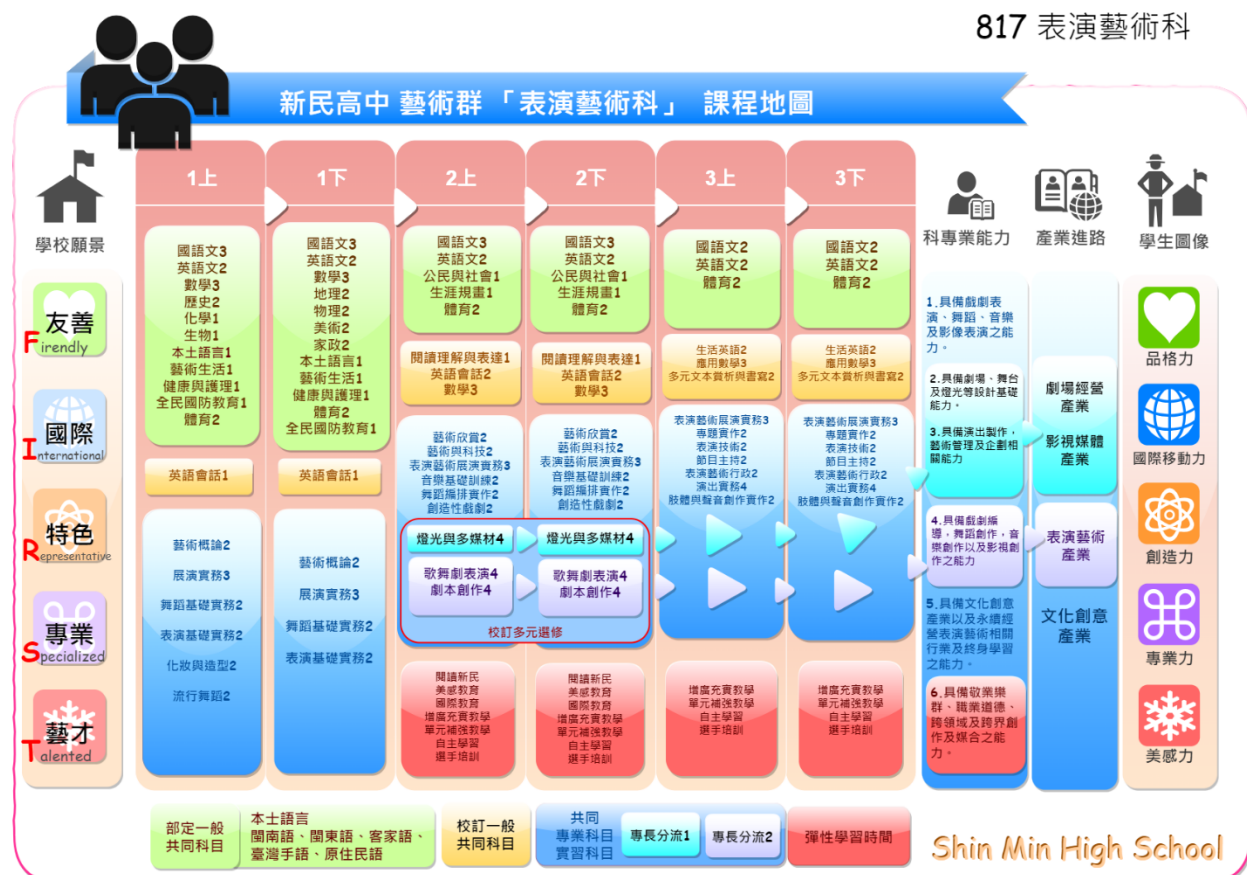 817 表演藝術科
新民高中 藝術群 「表演藝術科」 課程地圖
學校願景
友善
Firendly
國際
International
特色
Representative
專業
Specialized
藝才
Talented
1上
國語文3
英語文2
數學3
歷史2
化學1
生物1
本土語言1
藝術生活1
健康與護理1
全民國防教育1
體育2
英語會話1
藝術概論2
展演實務3
舞蹈基礎實務2
表演基礎實務2
化妝與造型2
流行舞蹈2
1下
國語文3
英語文2
數學3
地理2
物理2
美術2
家政2
本土語言1
藝術生活1
健康與護理1
體育2
全民國防教育1
英語會話1
藝術概論2
展演實務3
舞蹈基礎實務2
表演基礎實務2
2上
國語文3
英語文2
公民與社會1
生涯規畫1
體育2
閱讀理解與表達1
英語會話2
數學3
藝術欣賞2
藝術與科技2
表演藝術展演實務3
音樂基礎訓練2
舞蹈編排實作2
創造性戲劇2
燈光與多媒材4
歌舞劇表演4
劇本創作4
閱讀新民
美感教育
國際教育
增廣充實教學
單元補強教學
自主學習
選手培訓
2下
國語文3
英語文2
公民與社會1
生涯規畫1
體育2
閱讀理解與表達1
英語會話2
數學3
藝術欣賞2
藝術與科技2
表演藝術展演實務3
音樂基礎訓練2
舞蹈編排實作2
創造性戲劇2
燈光與多媒材4
歌舞劇表演4
劇本創作4
校訂多元選修
閱讀新民
美感教育
國際教育
增廣充實教學
單元補強教學
自主學習
選手培訓
3上
國語文2
英語文2
體育2
生活英語2
應用數學3
多元文本賞析與書寫2
表演藝術展演實務3
專題實作2
表演技術2
節目主持2
表演藝術行政2
演出實務4
肢體與聲音創作實作2
增廣充實教學
單元補強教學
自主學習
選手培訓
3下
國語文2
英語文2
體育2
生活英語2
應用數學3
多元文本賞析與書寫2
表演藝術展演實務3
專題實作2
表演技術2
節目主持2
表演藝術行政2
演出實務4
肢體與聲音創作實作2
增廣充實教學
單元補強教學
自主學習
選手培訓
科專業能力
1.具備戲劇表
演、舞蹈、音樂
及影像表演之能
力。
2.具備劇場、舞台
及燈光等設計基礎
能力。
3.具備演出製作，
藝術管理及企劃相
關能力
4.具備戲劇編
導，舞蹈創作，音
樂創作以及影視創
作之能力
5.具備文化創意
產業以及永續經
營表演藝術相關
行業及終身學習
之能力。
6.具備敬業樂
群、職業道德、
跨領域及跨界創
作及媒合之能
力。
產業進路
劇場經營
產業
影視媒體
產業
表演藝術
產業
文化創意
產業
學生圖像
品格力
國際移動力
創造力
專業力
美感力
部定一般
共同科目
本士語言
閩南語、閩東語、客家語、
臺灣手語、原住民語
校訂一般
共同科目
共同
專業科目
實習科目
專長分流1
專長分流2
彈性學習時間
Shin Min High School